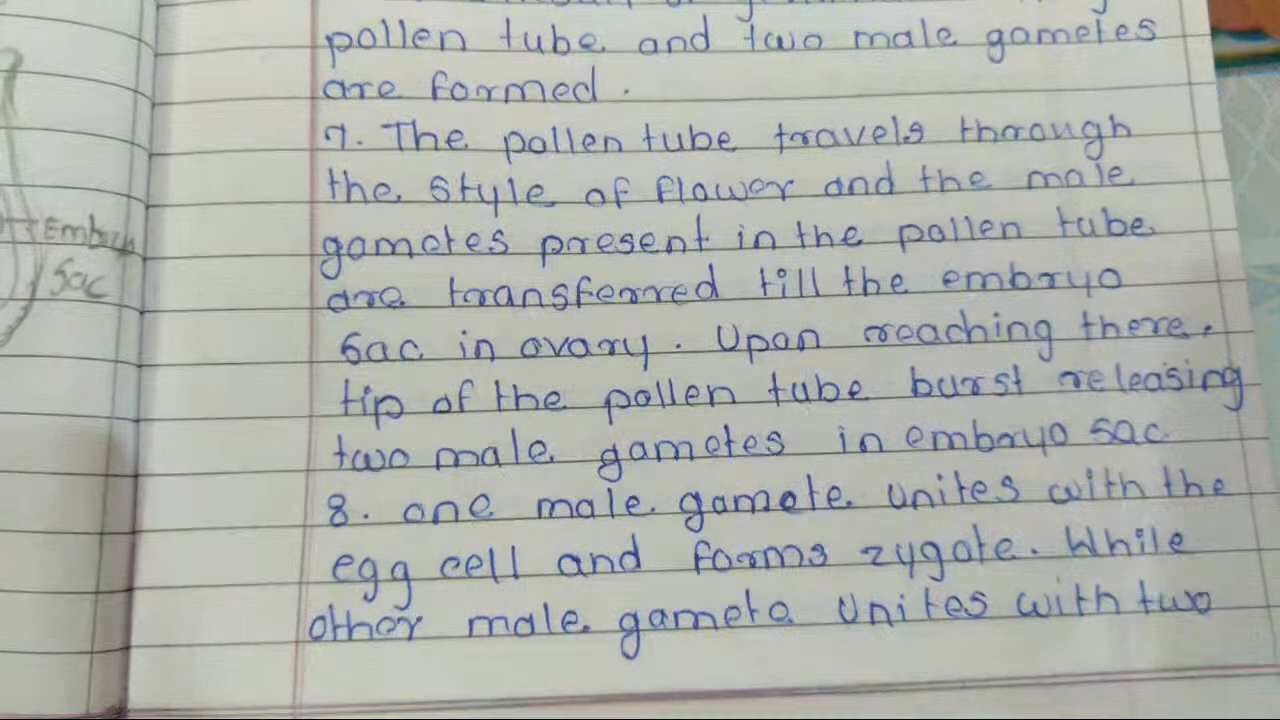 pollen tube and two male gametes
are formed.
7. The pollen tube travels through
the style of flower and the male
gametes present in the pollen tube
are transferred till the embryo
Embryo
Sac
sac in ovary. Upon reaching there,
tip of the pollen tube burst releasing
two male gametes in embryo sac
8. one male gamete unites with the
egg cell and forms zygote. While
other male gamete unites with two